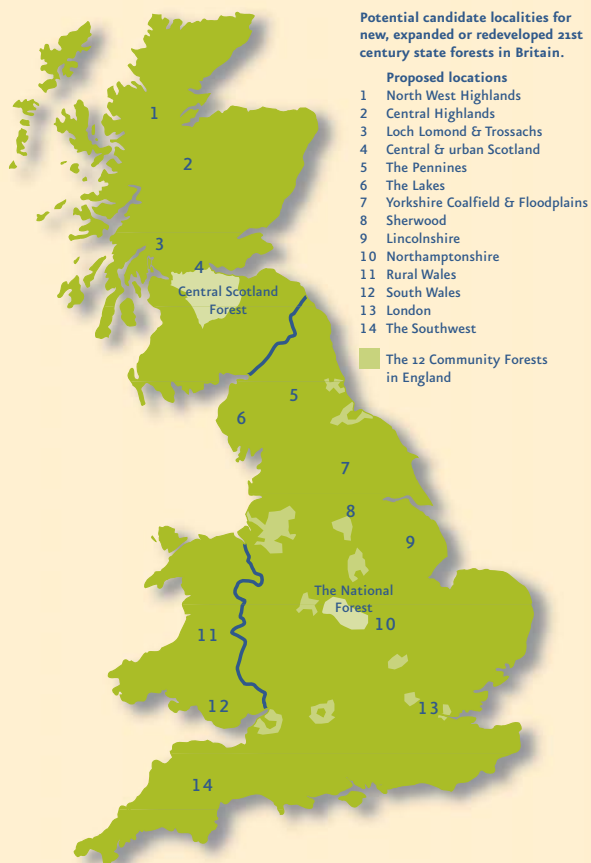 Potential candidate localities for
new, expanded or redeveloped 21st
century state forests in Britain.
Proposed locations
1 North West Highlands
2 Central Highlands
3 Loch Lomond & Trossachs
4 Central & urban Scotland
5 The Pennines
6 The Lakes
7 Yorkshire Coalfield & Floodplains
8 Sherwood
9 Lincolnshire
10 Northamptonshire
11 Rural Wales
12 South Wales
13 London
14 The Southwest
The 12 Community Forests
in England
1
2
3
4
Central Scotland
Forest
5
6
7
8
9
The National
Forest
10
11
12
13
14